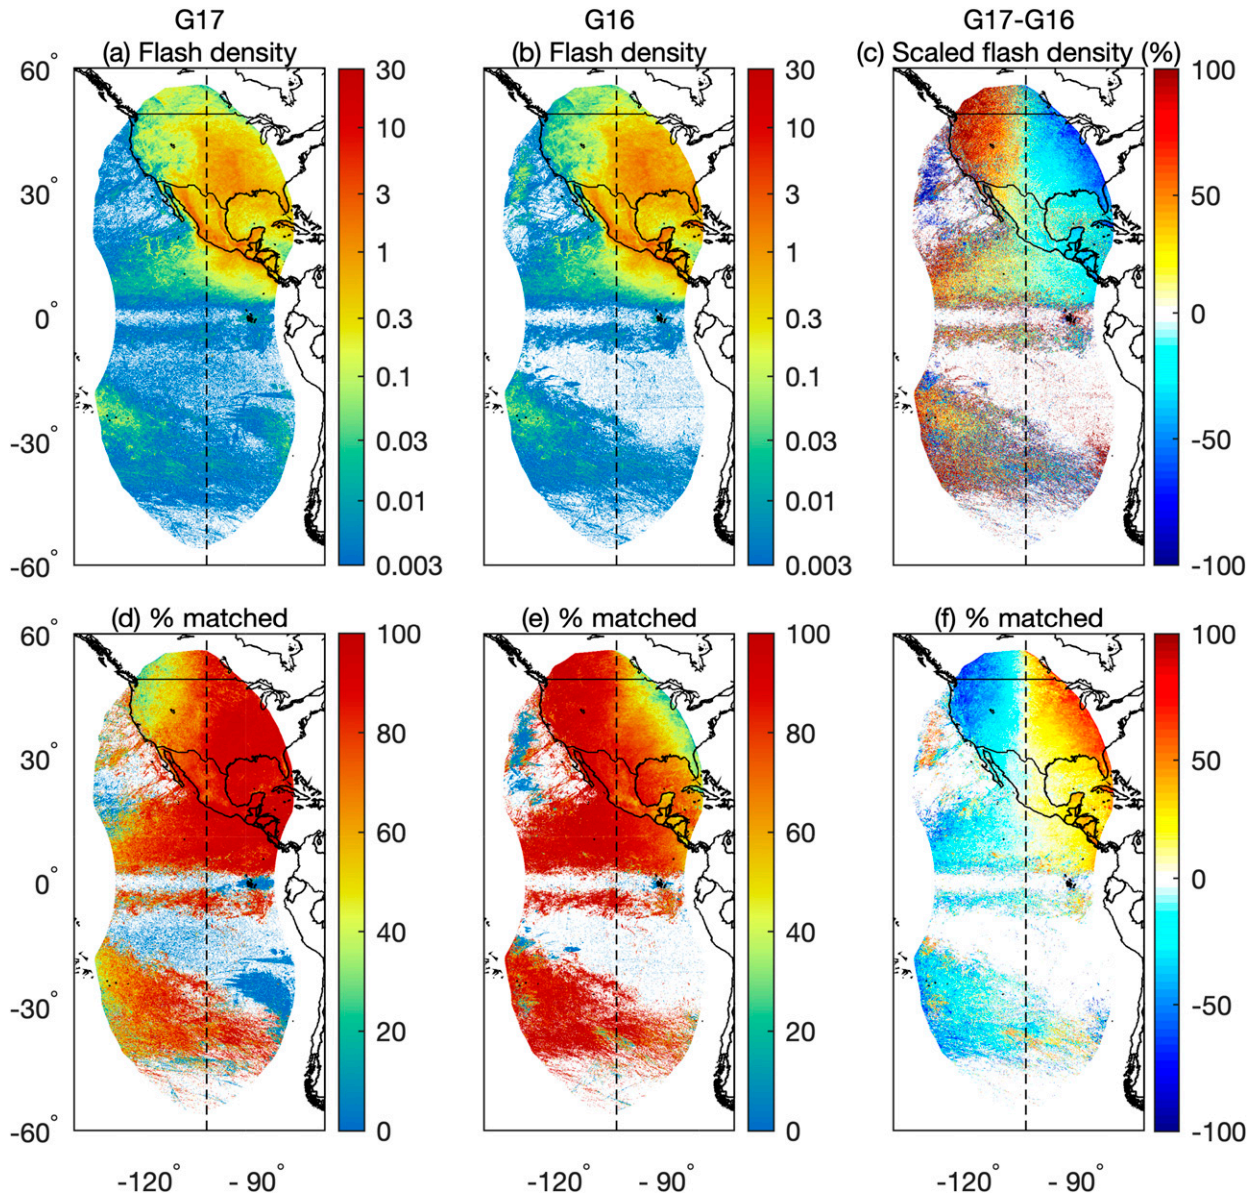 G17 G16 G17-G16
(a) Flash density (b) Flash density (c) Scaled flash density (%)
60° 30 30 100
10 10
30° 3 3 50
1 1
0° 0.3 0.3 0
0.1 0.1
-30° 0.03 0.03 -50
0.01 0.01
-60° 0.003 0.003 -100
(d) % matched (e) % matched (f) % matched
60° 100 100 100
80 80
30° 50
60 60
0° 0
40 40
-30° 20 20 -50
-60° 0 0 -100
-120° - 90° -120° - 90° -120° - 90°